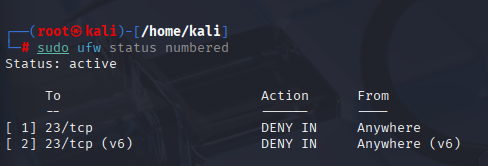 ┌──(root㉿kali)-[/home/kali]
└─# sudo ufw status numbered
Status: active
To Action From
-- ------ ----
[ 1] 23/tcp DENY IN Anywhere
[ 2] 23/tcp (v6) DENY IN Anywhere (v6)